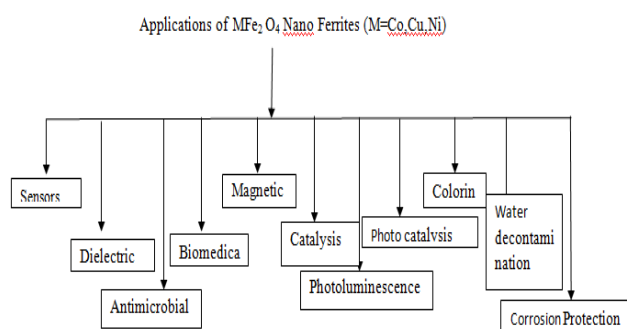 Applications of MFe2 O4 Nano Ferrites (M=Co,Cu,Ni)
Sensors
Dielectric
Antimicrobial
Biomedica
Magnetic
Catalysis
Photoluminescence
Photo catalysis
Colorin
Water
decontami
nation
Corrosion Protection